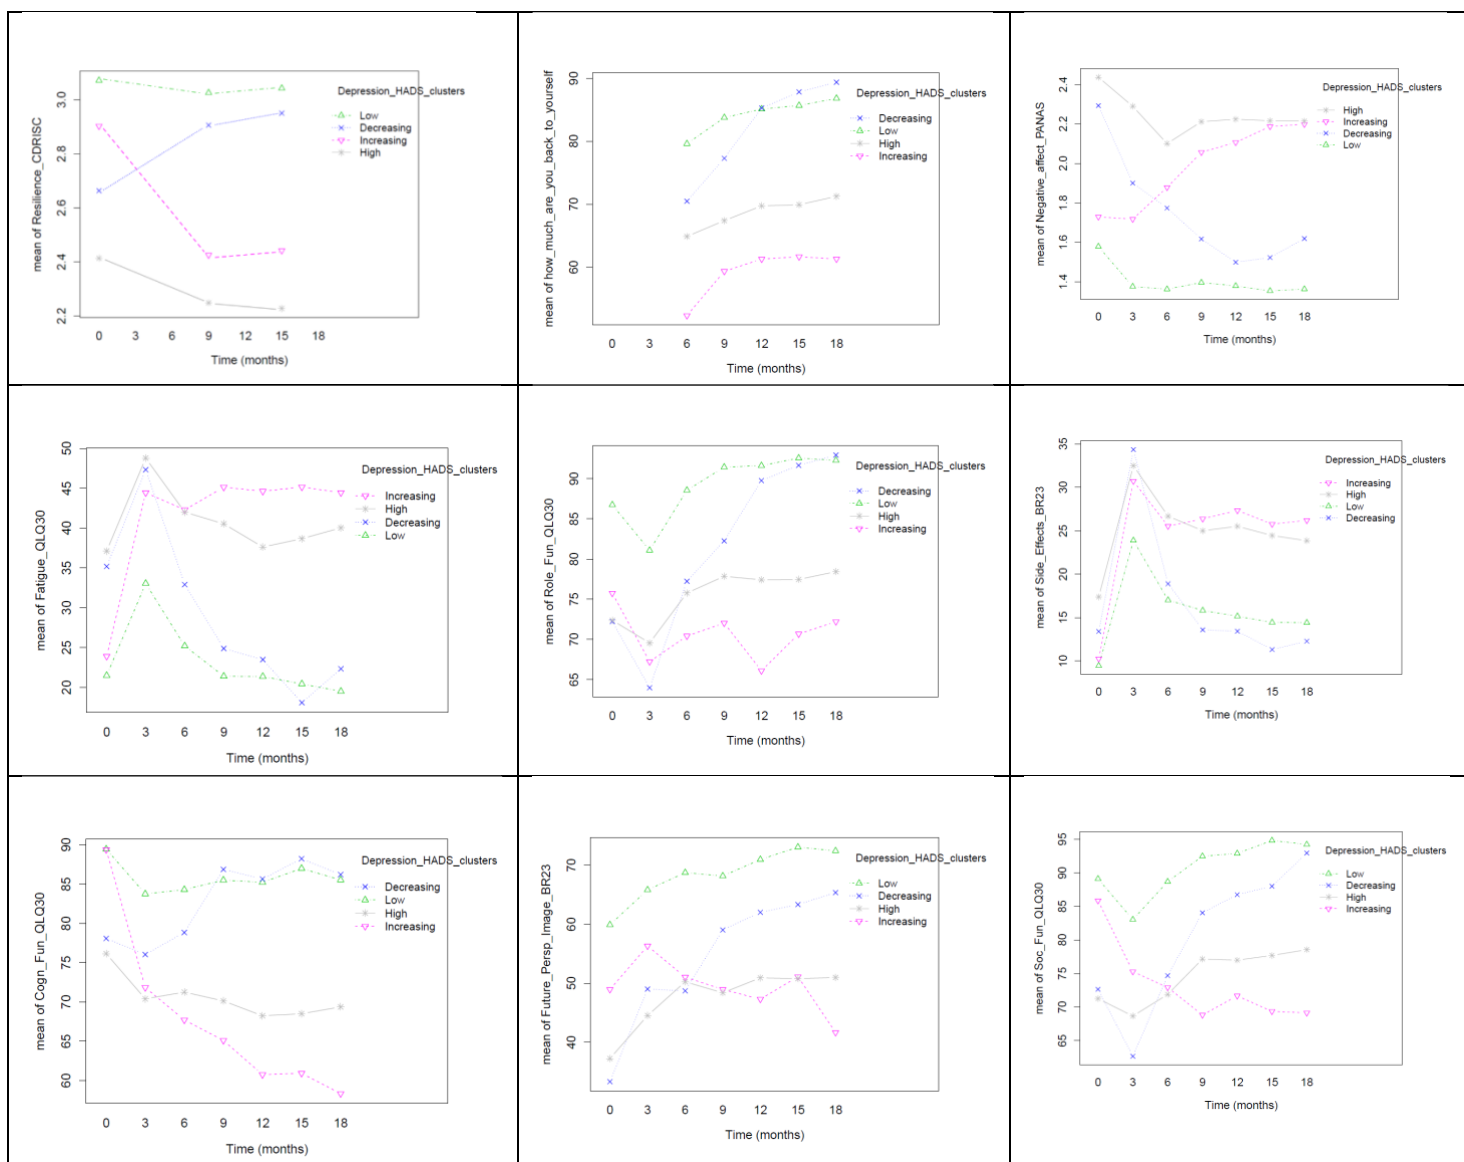 mean of Resilience_CDRISC
3.0
2.8
2.6
2.4
2.2
0 3 6 9 12 15 18
Time (months)
Depression_HADS_clusters
Low
Decreasing
Increasing
High
mean of how_much_are_you_back_to_yourself
90
80
70
60
0 3 6 9 12 15 18
Time (months)
Depression_HADS_clusters
Decreasing
Low
High
Increasing
mean of Negative_affect_PANAS
2.4
2.2
2.0
1.8
1.6
1.4
0 3 6 9 12 15 18
Time (months)
Depression_HADS_clusters
High
Increasing
Decreasing
Low
mean of Fatigue_QLQ30
50
45
40
35
30
25
20
0 3 6 9 12 15 18
Time (months)
Depression_HADS_clusters
Increasing
High
Decreasing
Low
mean of Role_Fun_QLQ30
90
85
80
75
70
65
0 3 6 9 12 15 18
Time (months)
Depression_HADS_clusters
Decreasing
Low
High
Increasing
mean of Side_Effects_BR23
35
30
25
20
15
10
0 3 6 9 12 15 18
Time (months)
Depression_HADS_clusters
Increasing
High
Low
Decreasing
mean of Cogn_Fun_QLQ30
90
85
80
75
70
65
60
0 3 6 9 12 15 18
Time (months)
Depression_HADS_clusters
Decreasing
Low
High
Increasing
mean of Future_Persp_Image_BR23
70
60
50
40
0 3 6 9 12 15 18
Time (months)
Depression_HADS_clusters
Low
Decreasing
High
Increasing
mean of Soc_Fun_QLQ30
95
90
85
80
75
70
65
0 3 6 9 12 15 18
Time (months)
Depression_HADS_clusters
Low
Decreasing
High
Increasing